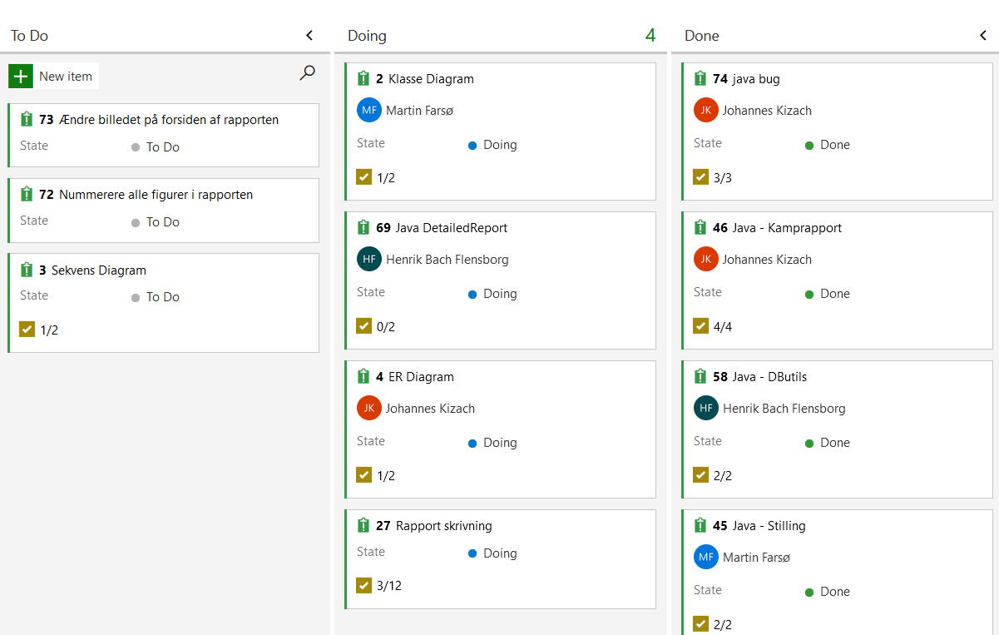 To Do
New item
73 Ændre billedet på forsiden af rapporten
State To Do
72 Nummerere alle figurer i rapporten
State To Do
3 Sekvens Diagram
State To Do
1/2
Doing 4
2 Klasse Diagram
MF Martin Farsø
State Doing
1/2
69 Java DetailedReport
HF Henrik Bach Flensborg
State Doing
0/2
4 ER Diagram
JK Johannes Kizach
State Doing
1/2
27 Rapport skrivning
State Doing
3/12
Done
74 java bug
JK Johannes Kizach
State Done
3/3
46 Java - Kamprapport
JK Johannes Kizach
State Done
4/4
58 Java - DButils
HF Henrik Bach Flensborg
State Done
2/2
45 Java - Stilling
MF Martin Farsø
State Done
2/2